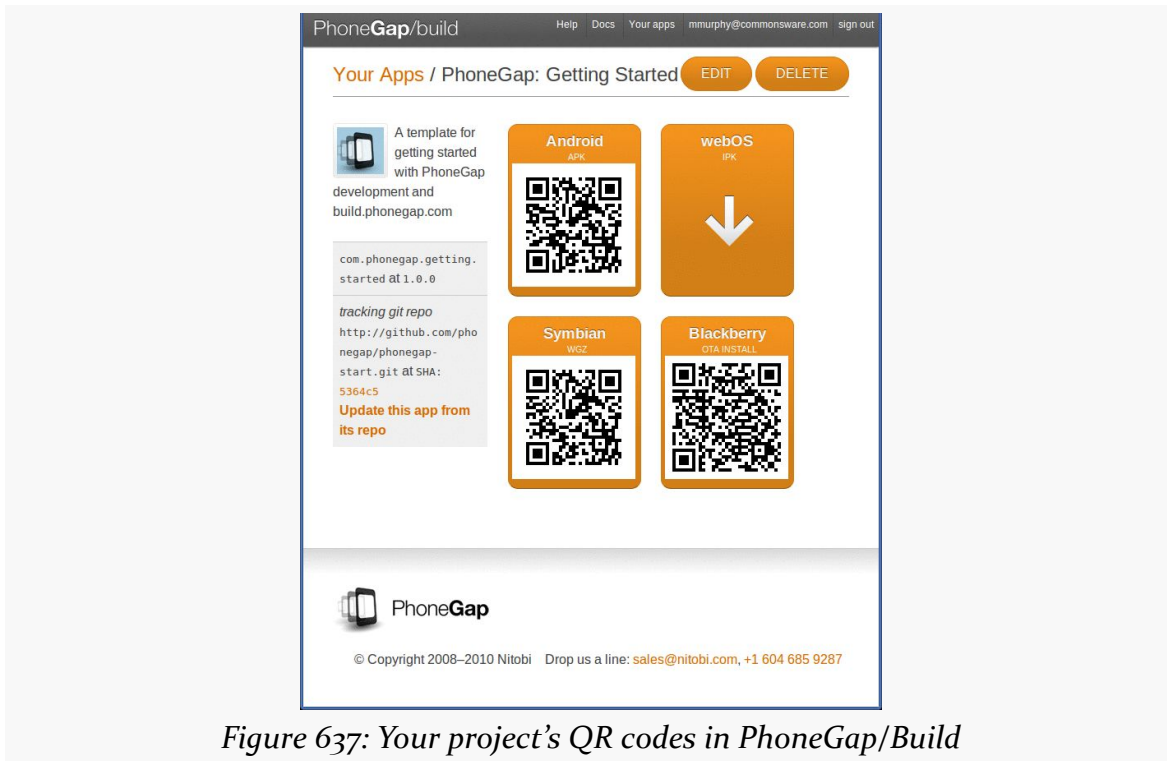 PhoneGap/build
Help Docs Your apps mmurphy@commonsware.com sign out
Your Apps / PhoneGap: Getting Started
EDIT
DELETE
A template for
getting started
with PhoneGap
development and
build.phonegap.com
com.phonegap.getting.
started at 1.0.0
tracking git repo
http://github.com/pho
negap/phonegap-
start.git at SHA:
5364c5
Update this app from
its repo
Android
APK
webOS
IPK
Symbian
WGZ
Blackberry
OTA INSTALL
PhoneGap
© Copyright 2008–2010 Nitobi Drop us a line: sales@nitobi.com, +1 604 685 9287
Figure 637: Your project’s QR codes in PhoneGap/Build